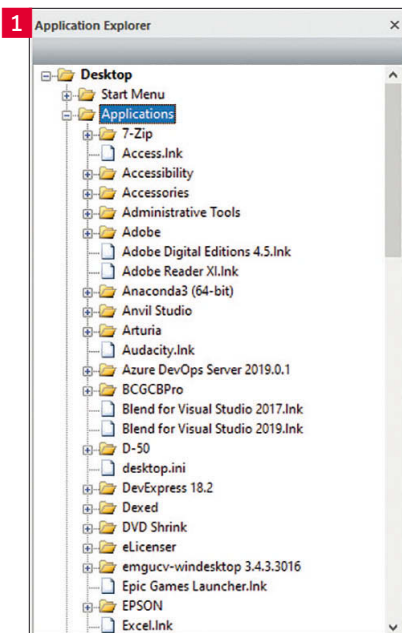 1
Application Explorer
Desktop
Start Menu
Applications
7-Zip
Access.lnk
Accessibility
Accessories
Administrative Tools
Adobe
Adobe Digital Editions 4.5.lnk
Adobe Reader XI.lnk
Anaconda3 (64-bit)
Anvil Studio
Arturia
Audacity.lnk
Azure DevOps Server 2019.0.1
BCGCBPro
Blend for Visual Studio 2017.lnk
Blend for Visual Studio 2019.lnk
D-50
desktop.ini
DevExpress 18.2
Dexed
DVD Shrink
eLicenser
emgucv-windesktop 3.4.3.3016
Epic Games Launcher.lnk
EPSON
Excel.lnk